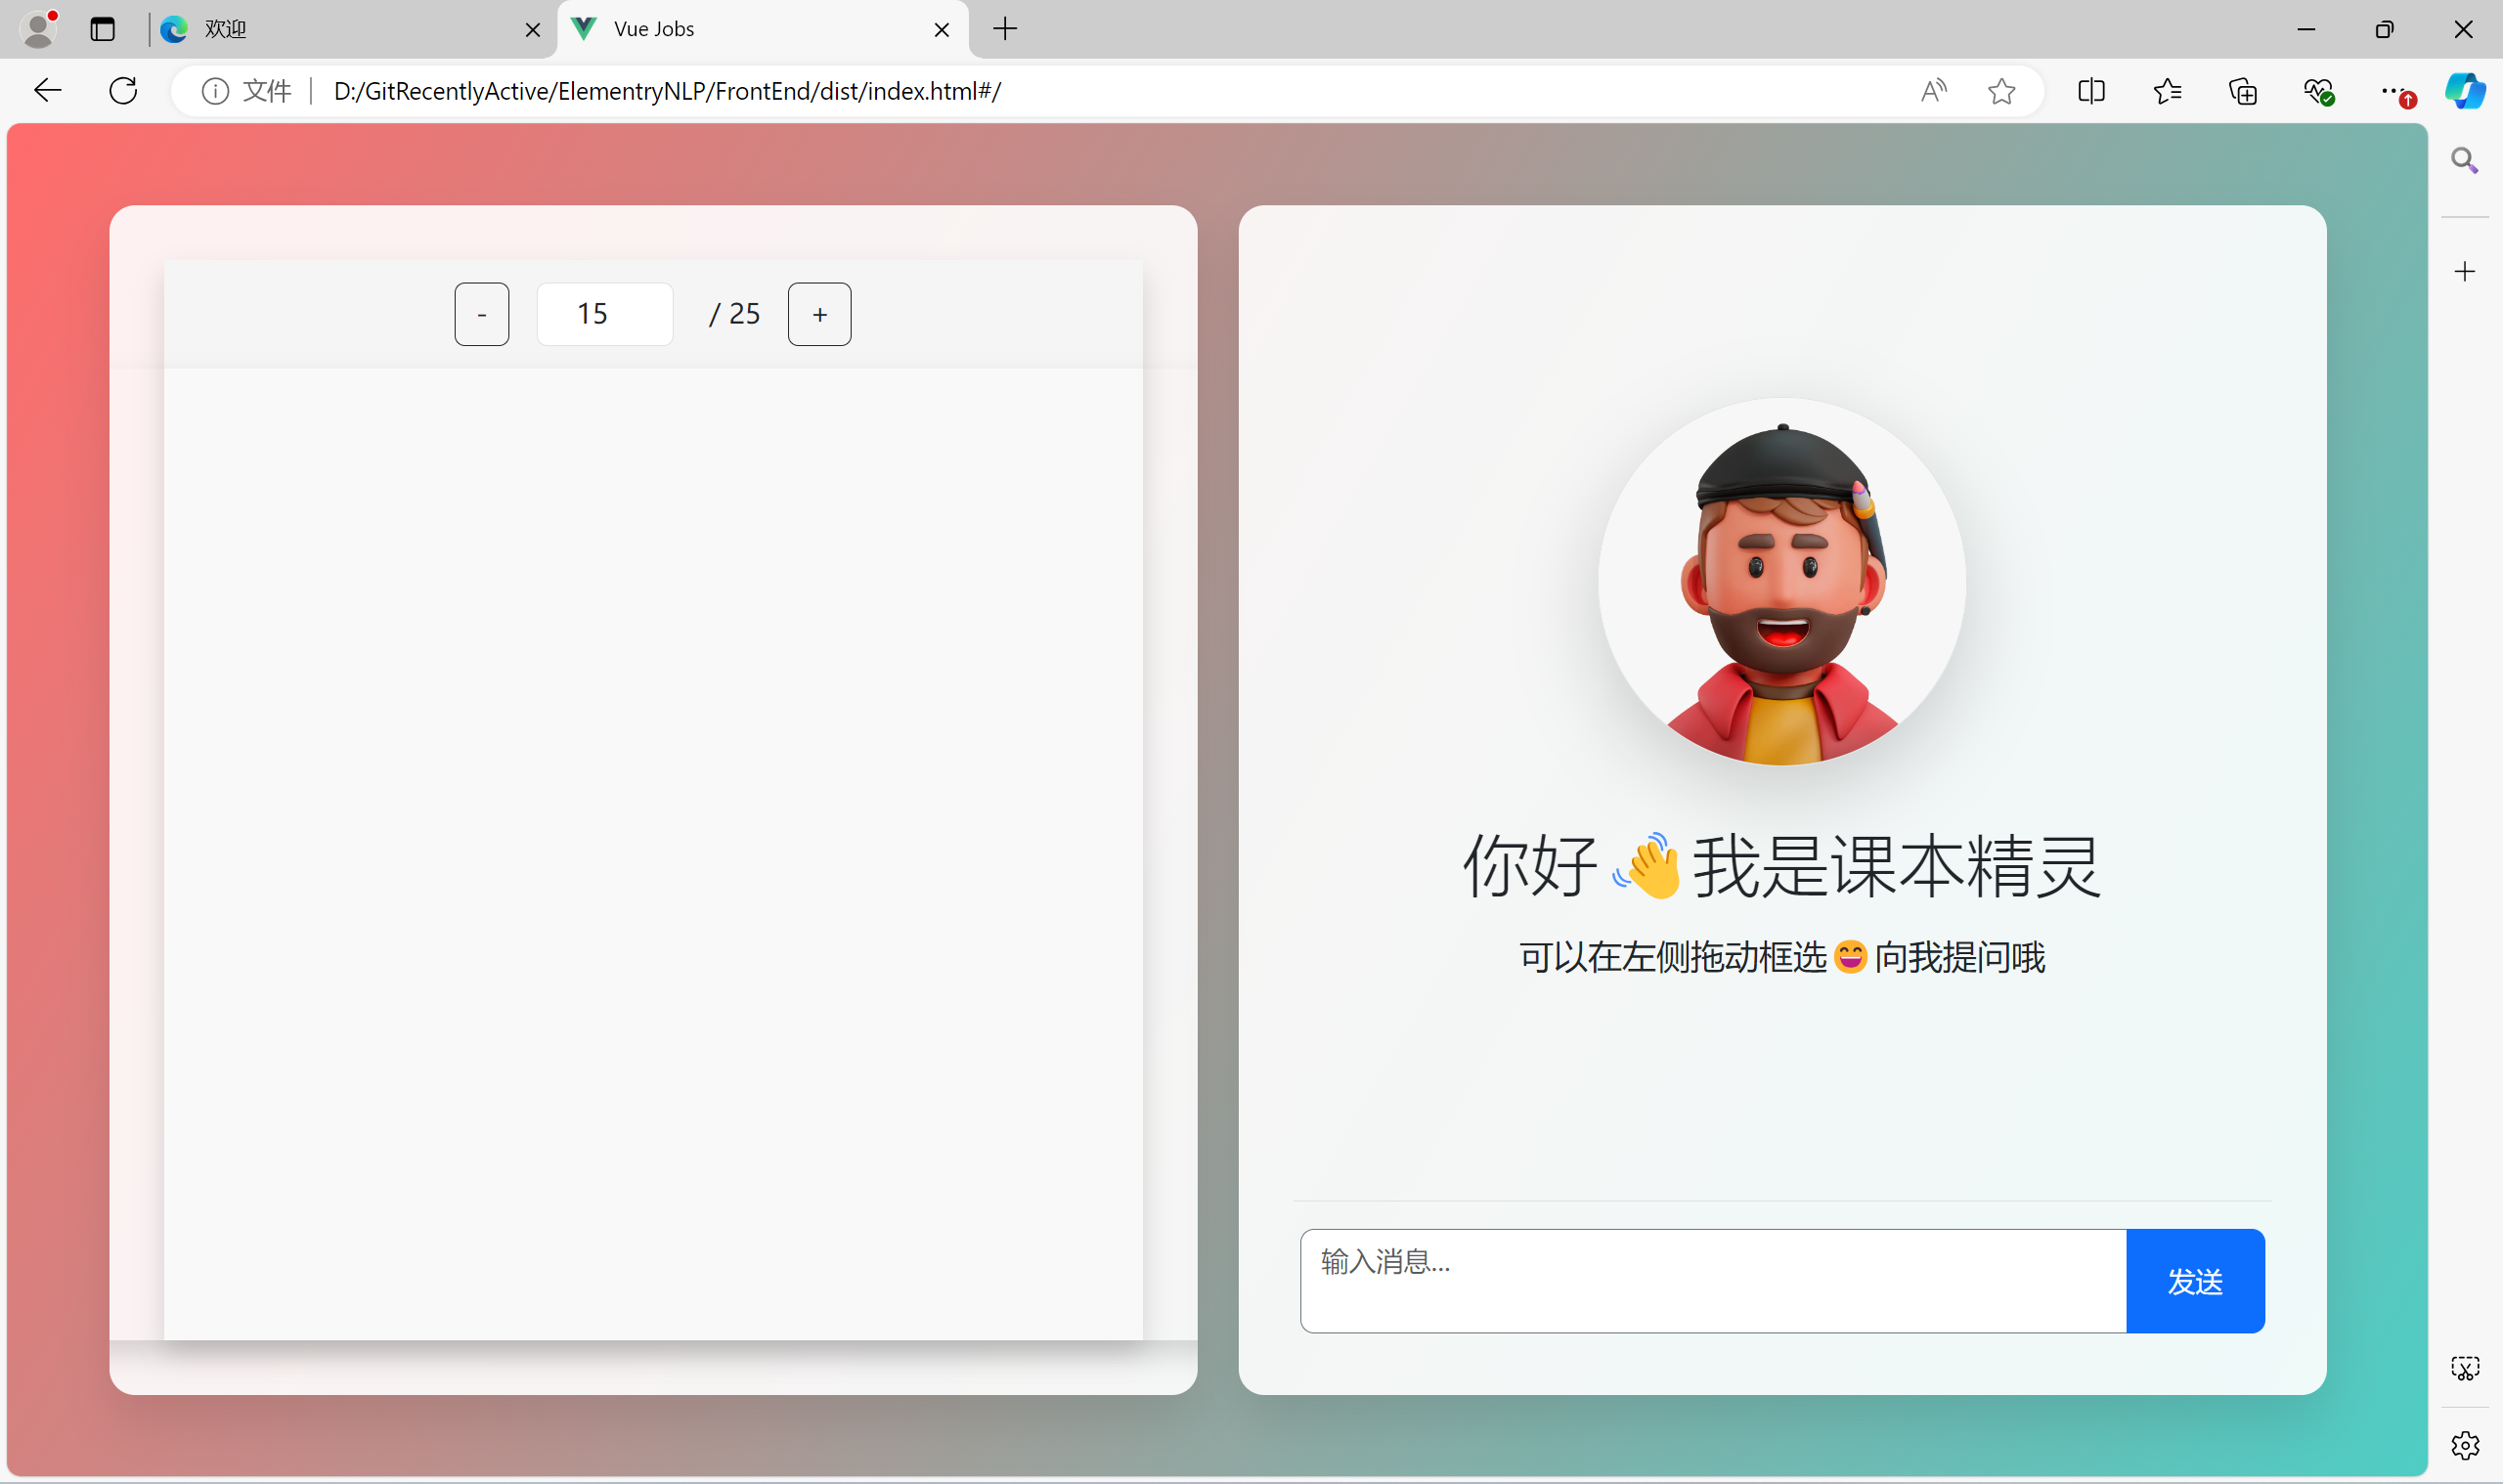 欢迎
Vue Jobs
文件 D:/GitRecentlyActive/ElementryNLP/FrontEnd/dist/index.html#/
- 15 / 25 +
你好👋我是课本精灵
可以在左侧拖动框选😄向我提问哦
输入消息...
发送